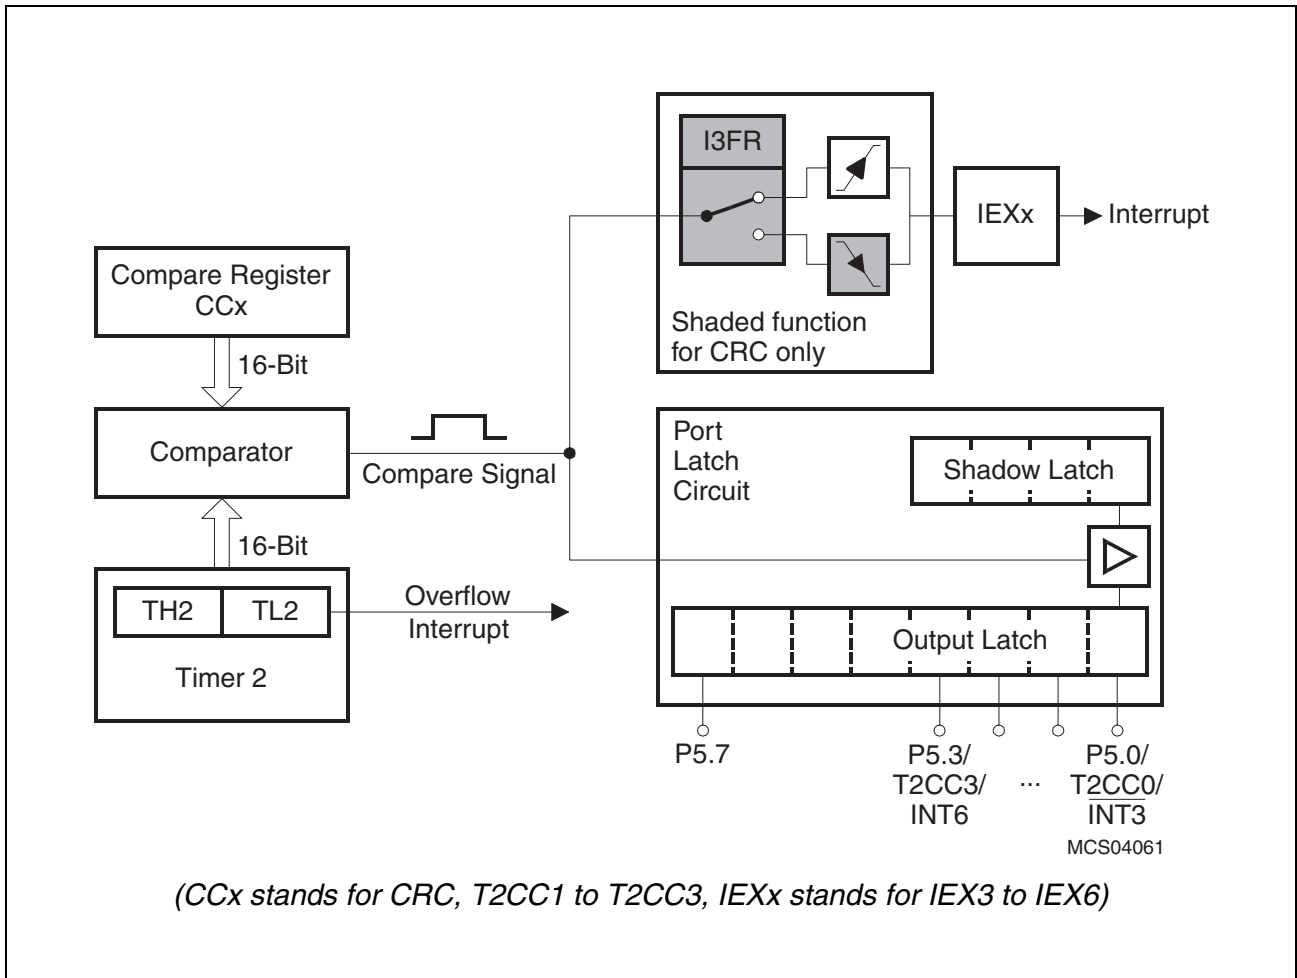 I3FR
IEXx
Interrupt
Shaded function
for CRC only
Compare Register
CCx
16-Bit
Comparator
Compare Signal
16-Bit
TH2
TL2
Timer 2
Overflow
Interrupt
Port
Latch
Circuit
Shadow Latch
Output Latch
P5.7
P5.3/
T2CC3/
INT6
...
P5.0/
T2CC0/
INT3
MCS04061
(CCx stands for CRC, T2CC1 to T2CC3, IEXx stands for IEX3 to IEX6)